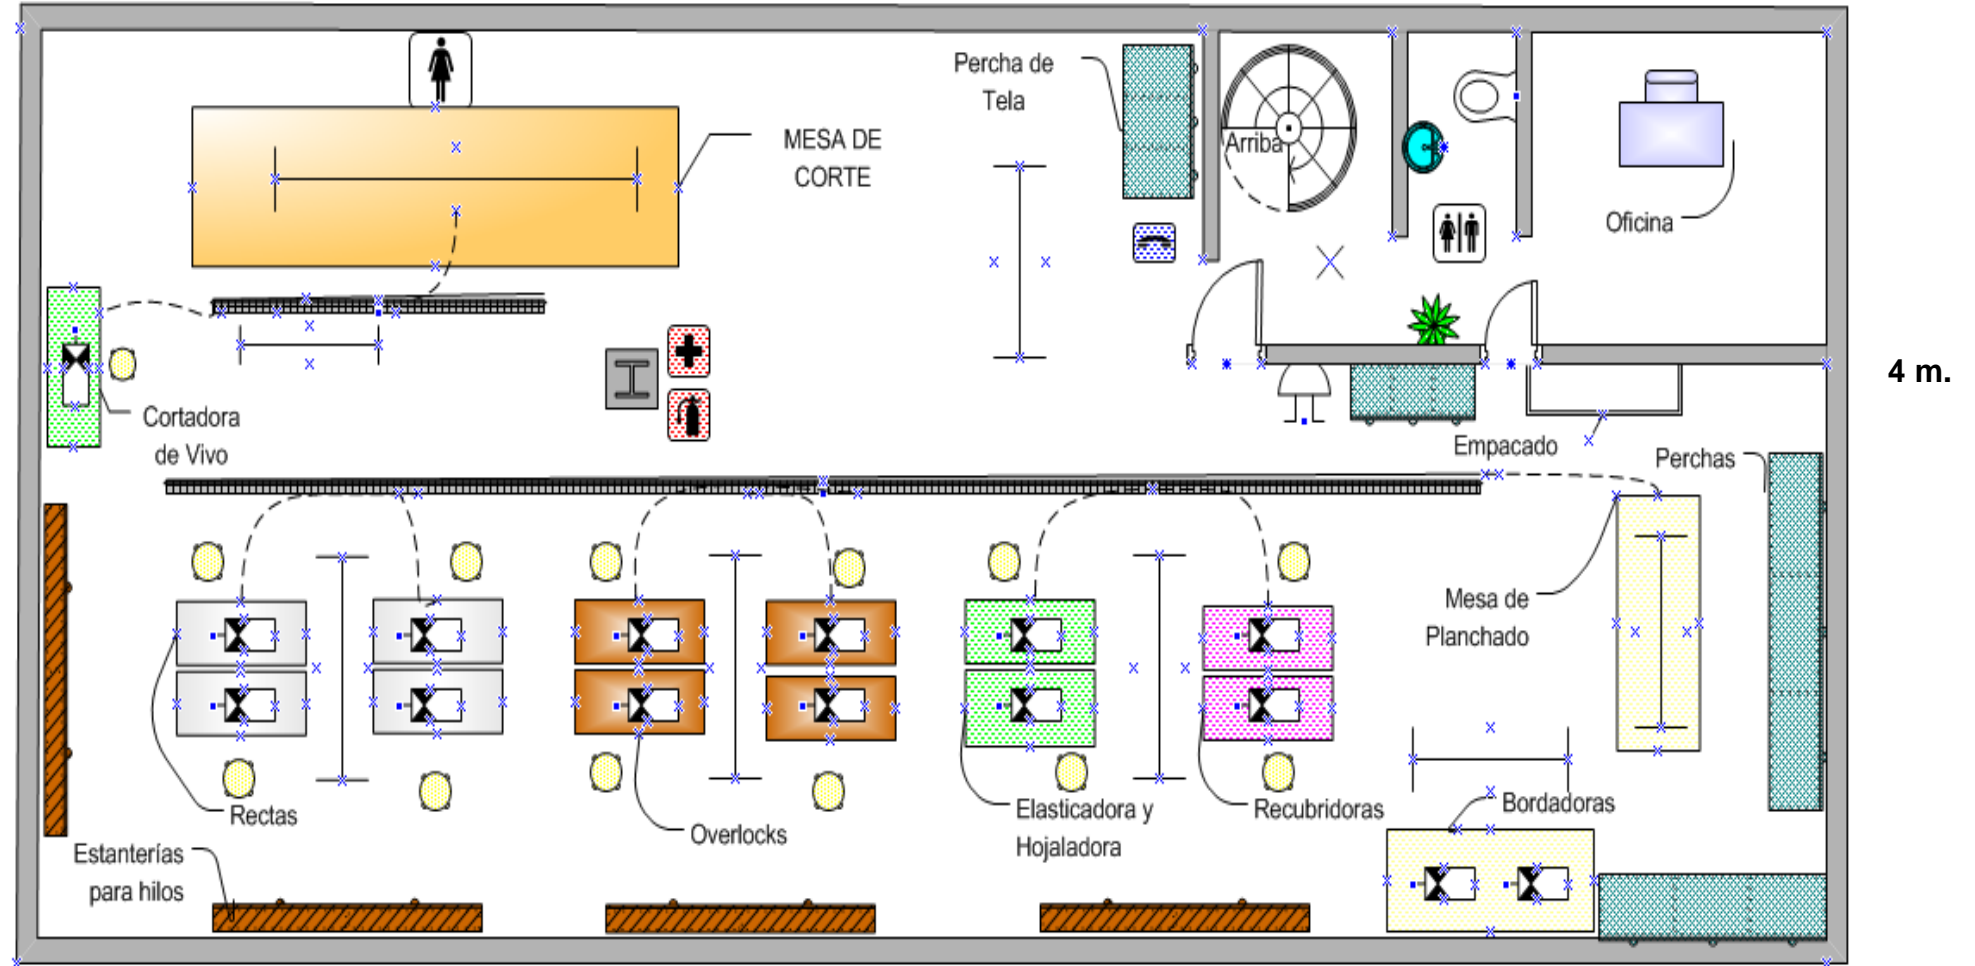 Percha de
Tela
MESA DE
CORTE
Arriba
Oficina
4 m.
Cortadora
de Vivo
Empacado
Perchas
Mesa de
Planchado
Rectas
Overlocks
Elasticadora y
Hojaladora
Recubridoras
Bordadoras
Estanterías
para hilos